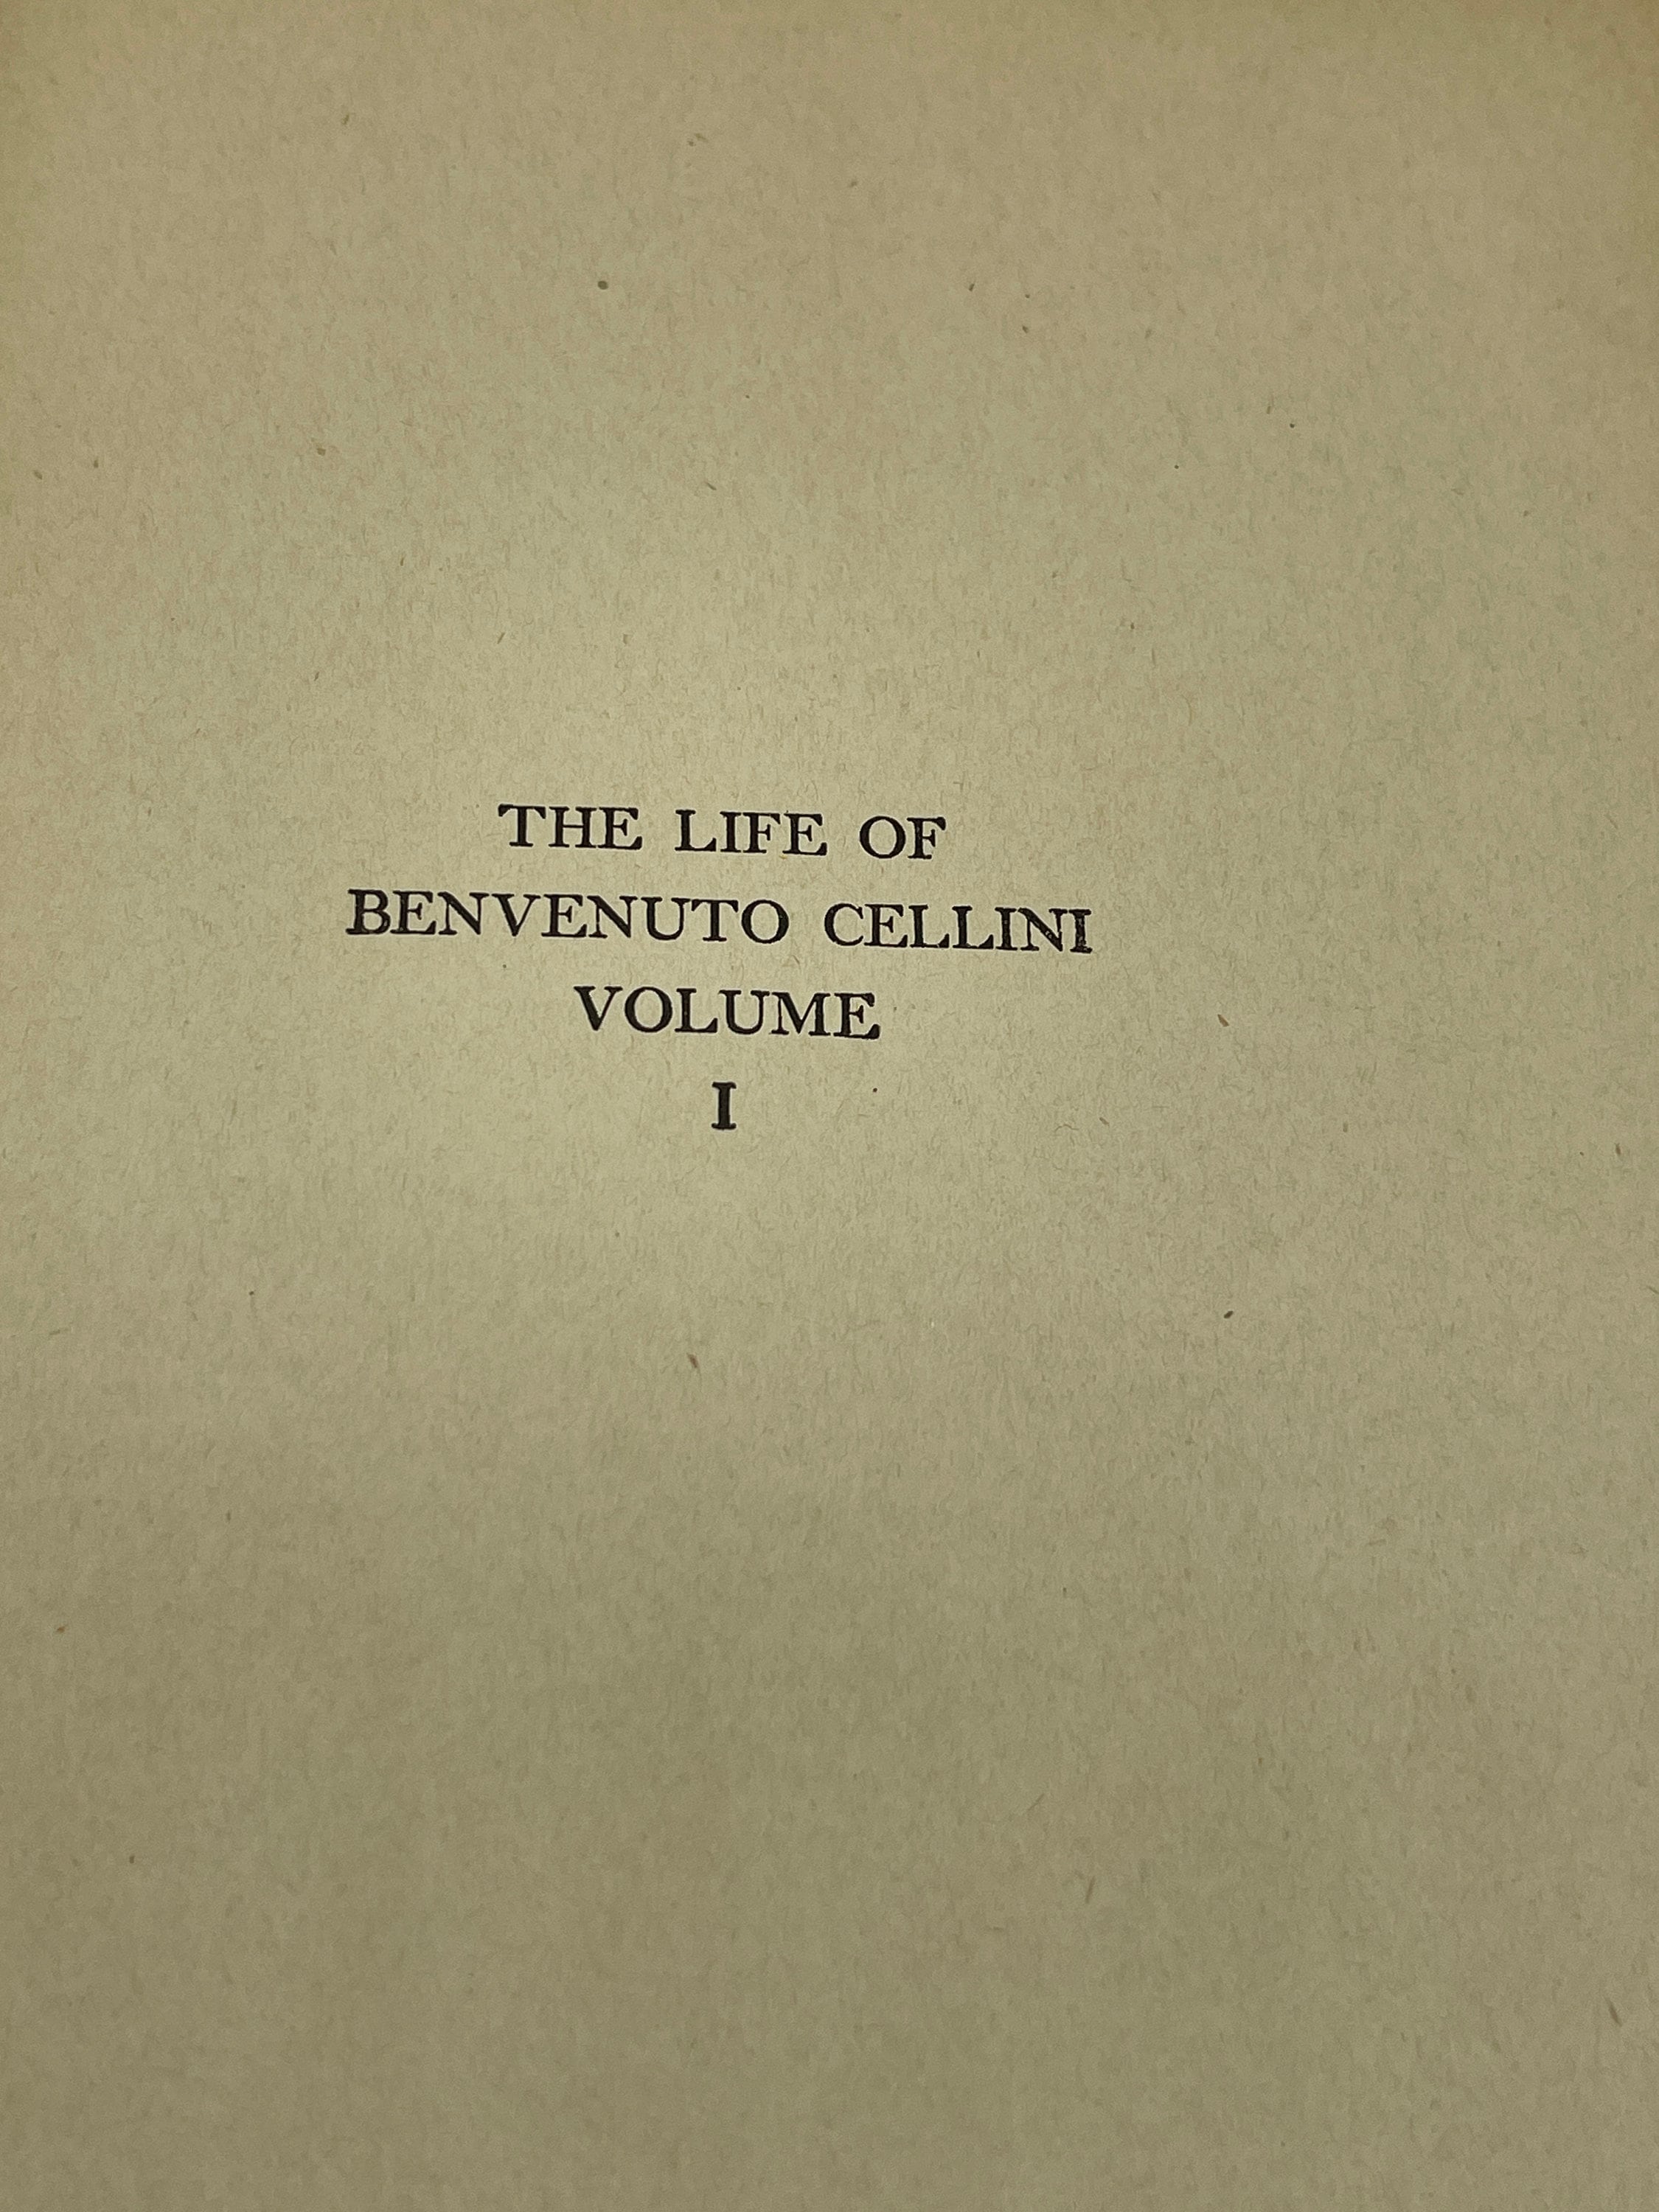 THE LIFE OF
BENVENUTO CELLINI
VOLUME
I